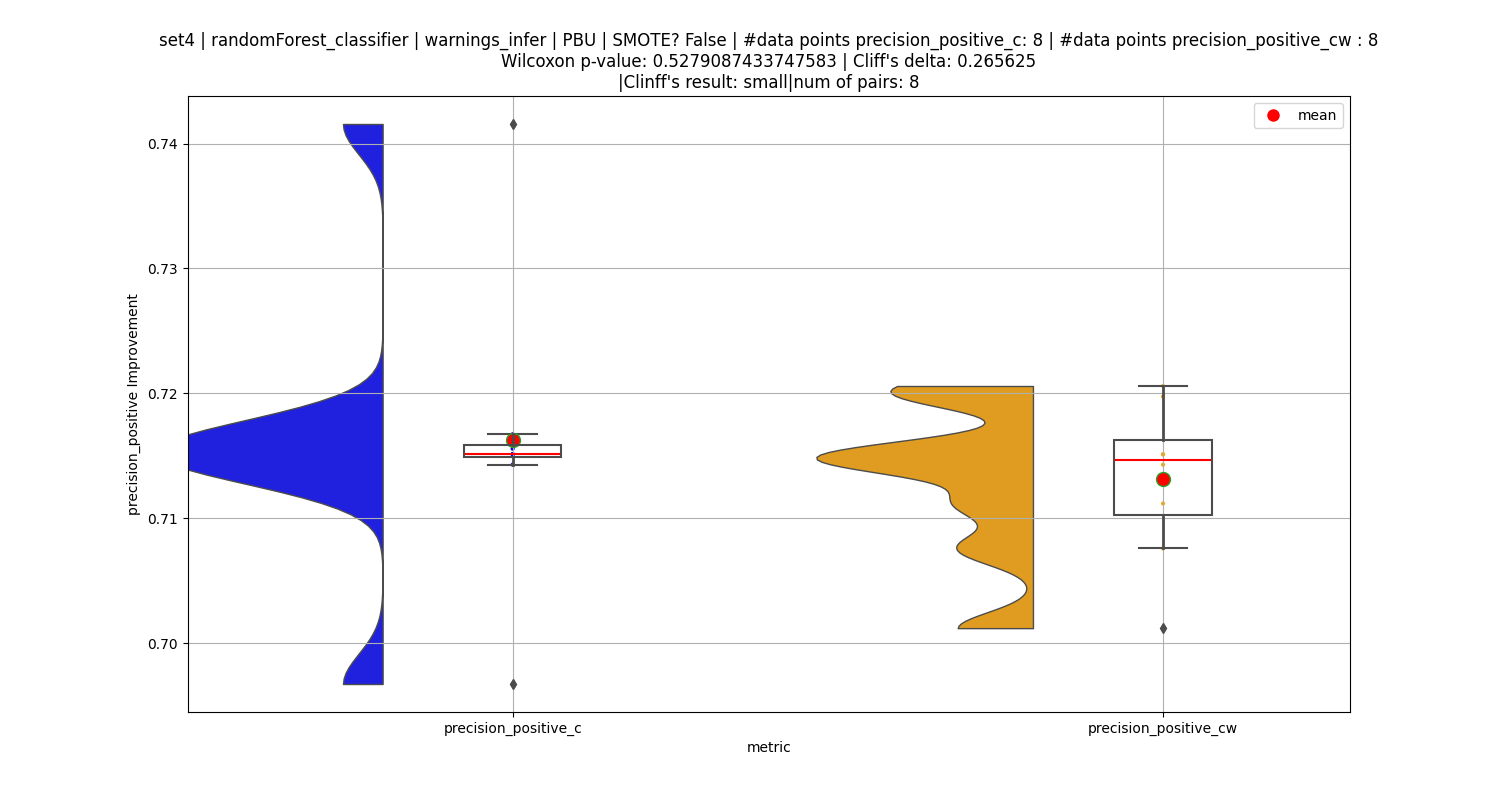 set4 | randomForest_classifier | warnings_infer | PBU | SMOTE? False | #data points precision_positive_c: 8 | #data points precision_positive_cw : 8
Wilcoxon p-value: 0.5279087433747583 | Cliff's delta: 0.265625
|Clinff's result: small|num of pairs: 8
mean
0.74
0.73
0.72
0.71
0.70
precision_positive Improvement
precision_positive_c
precision_positive_cw
metric